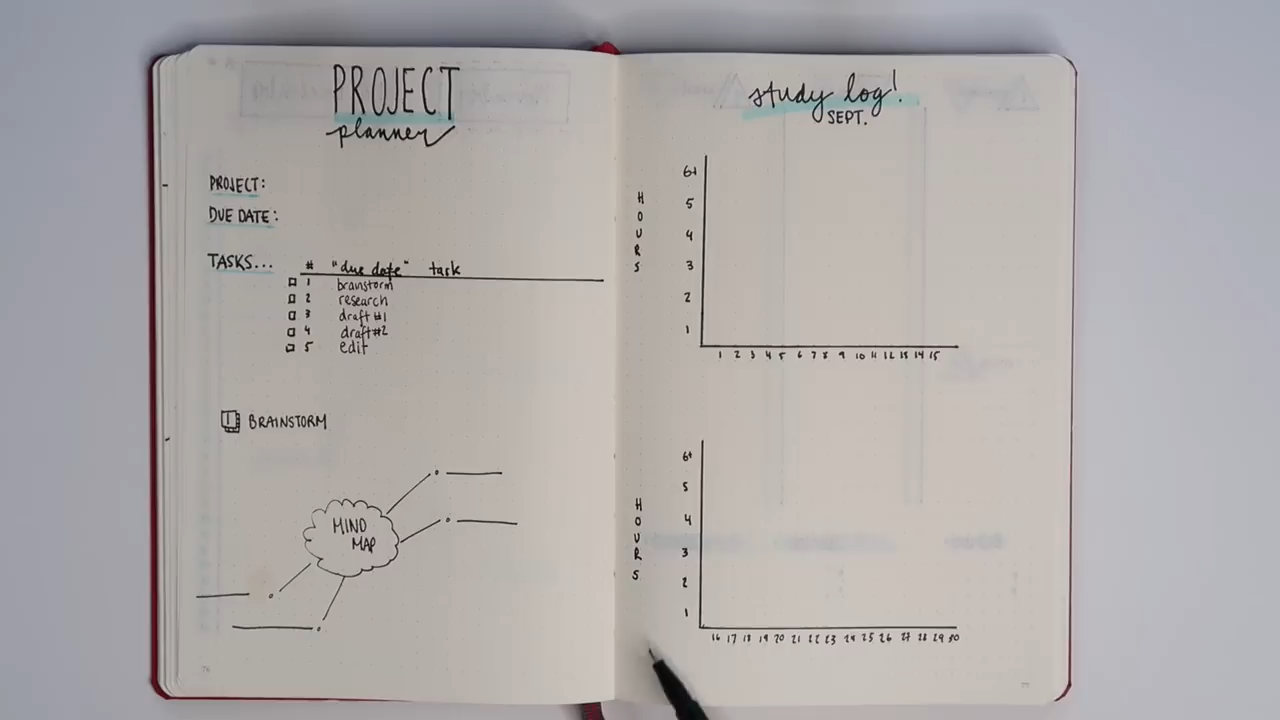 PROJECT
planner
PROJECT:
DUE DATE:
TASKS... # "due date" task
1 brainstorm
2 research
3 draft #1
4 draft #2
5 edit
1 BRAINSTORM
MIND
MAP
study log!
SEPT.
HOURS
6+
5
4
3
2
1
1 2 3 4 5 6 7 8 9 10 11 12 13 14 15
HOURS
6+
5
4
3
2
1
16 17 18 19 20 21 22 23 24 25 26 27 28 29 30